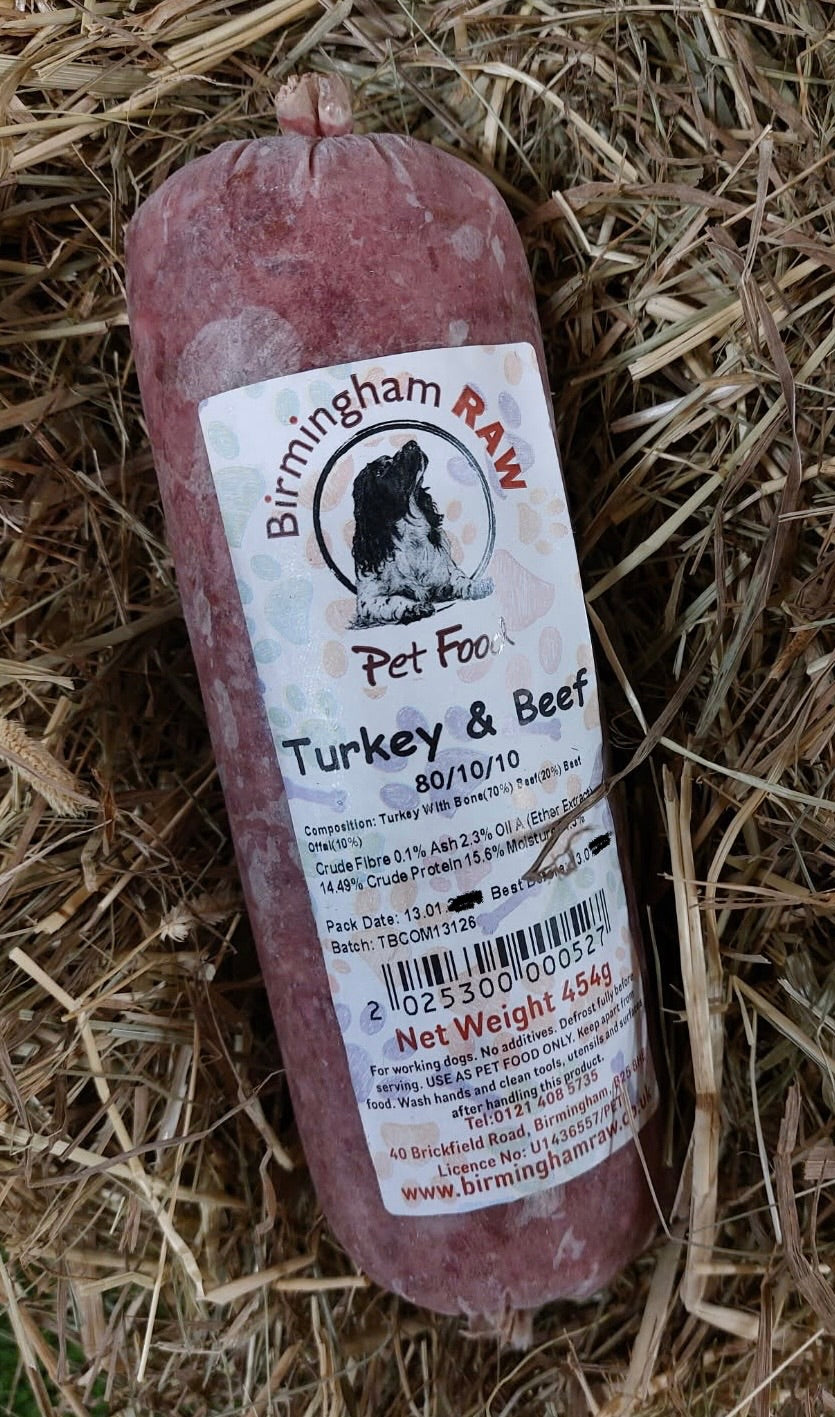 Birmingham RAW
Pet Food
Turkey & Beef
80/10/10
Composition: Turkey With Bone(70%) Beef(20%) Beef
Offal(10%)
Crude Fibre 0.1% Ash 2.3% Oil A (Ether Extract)
14.49% Crude Protein 15.6% Moisture
Pack Date: 13.01. Best Before
Batch: TBCOM13126
2 025300 000527
Net Weight 454g
For working dogs. No additives. Defrost fully before
serving. USE AS PET FOOD ONLY. Keep apart from
food. Wash hands and clean tools, utensils and surfaces
after handling this product.
Tel:0121 408 5735
40 Brickfield Road, Birmingham,
Licence No: U1436557/PET
www.birminghamraw.co.uk